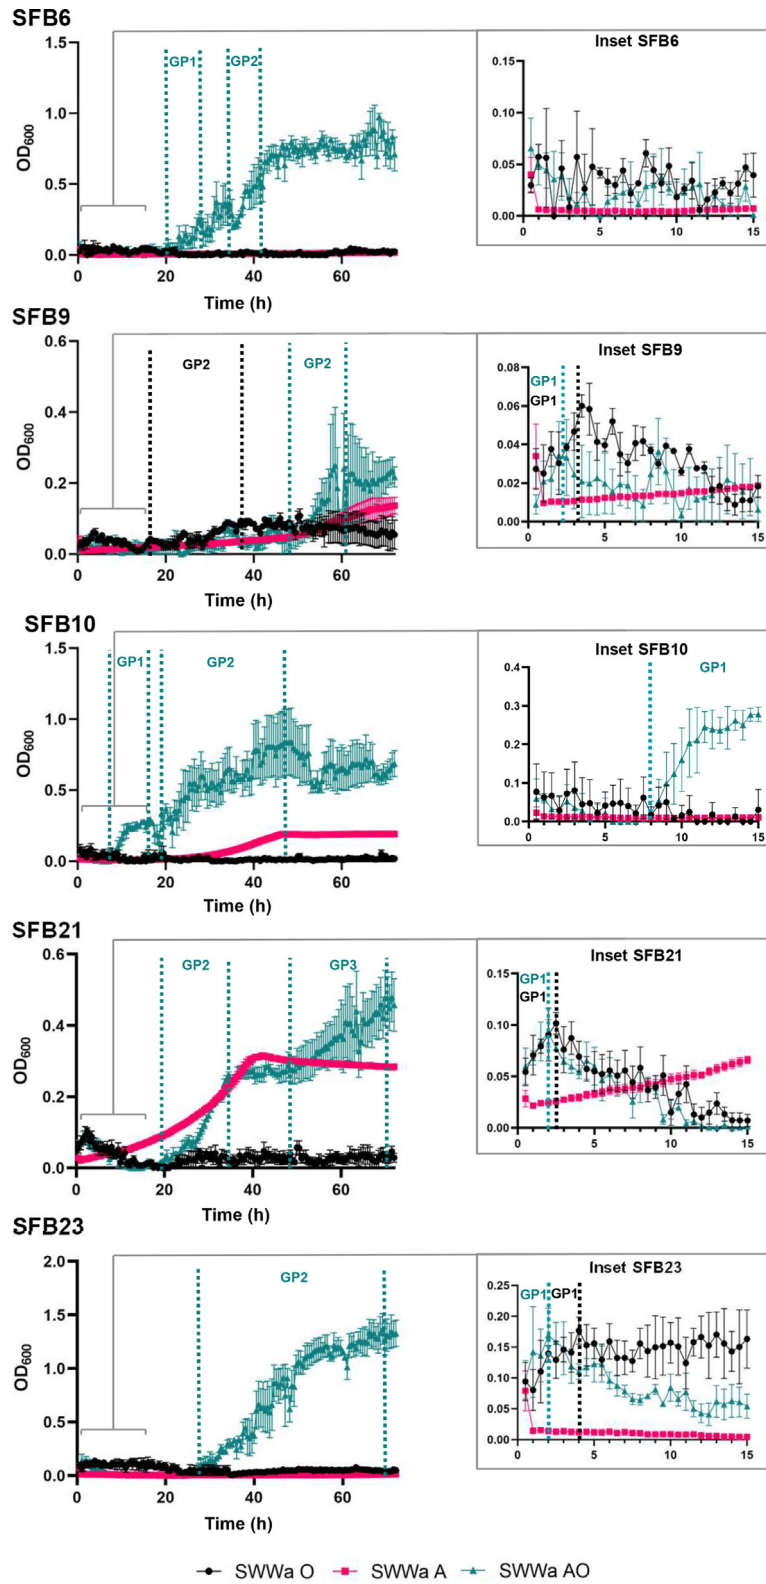 SFB6
Inset SFB6
GP1 GP2
OD600
1.5
1.0
0.5
0.0
0 20 40 60
Time (h)
0.15
0.10
0.05
0.00
0 5 10 15
SFB9
Inset SFB9
GP2 GP2
OD600
0.6
0.4
0.2
0.0
0 20 40 60
Time (h)
GP1
GP1
0.08
0.06
0.04
0.02
0.00
0 5 10 15
SFB10
Inset SFB10
GP1 GP2
OD600
1.5
1.0
0.5
0.0
0 20 40 60
Time (h)
GP1
0.4
0.3
0.2
0.1
0.0
0 5 10 15
SFB21
Inset SFB21
GP2 GP3
OD600
0.6
0.4
0.2
0.0
0 20 40 60
Time (h)
GP1
GP1
0.15
0.10
0.05
0.00
0 5 10 15
SFB23
Inset SFB23
GP2
OD600
2.0
1.5
1.0
0.5
0.0
0 20 40 60
Time (h)
GP1 GP1
0.25
0.20
0.15
0.10
0.05
0.00
0 5 10 15
SWWa O SWWa A SWWa AO